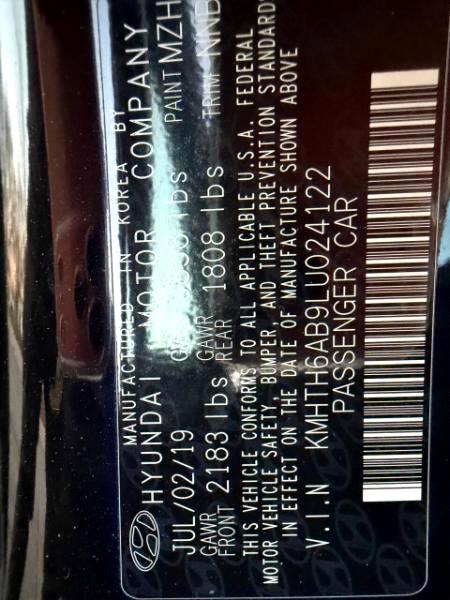 MANUFACTURED IN KOREA BY
HYUNDAI MOTOR COMPANY
JUL/02/19 lbs PAINT MZH
GAWR FRONT 2183 lbs GAWR REAR 1808 lbs TRIM NNB
THIS VEHICLE CONFORMS TO ALL APPLICABLE U.S.A. FEDERAL
MOTOR VEHICLE SAFETY, BUMPER, AND THEFT PREVENTION STANDARDS
IN EFFECT ON THE DATE OF MANUFACTURE SHOWN ABOVE
V.I.N KMHTH6AB9LU024122
PASSENGER CAR